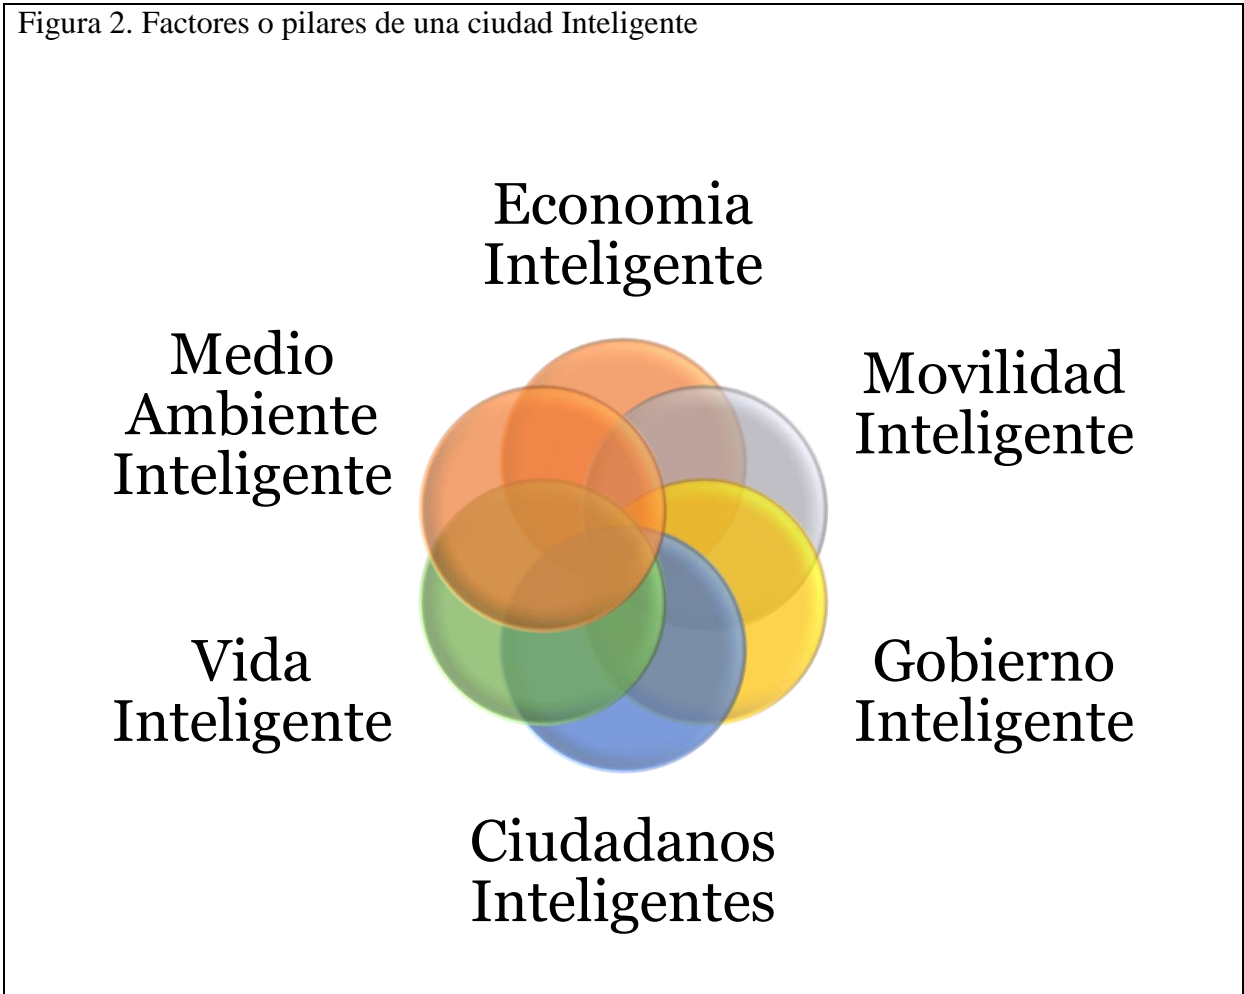 Figura 2. Factores o pilares de una ciudad Inteligente
Economia
Inteligente
Movilidad
Inteligente
Gobierno
Inteligente
Ciudadanos
Inteligentes
Vida
Inteligente
Medio
Ambiente
Inteligente